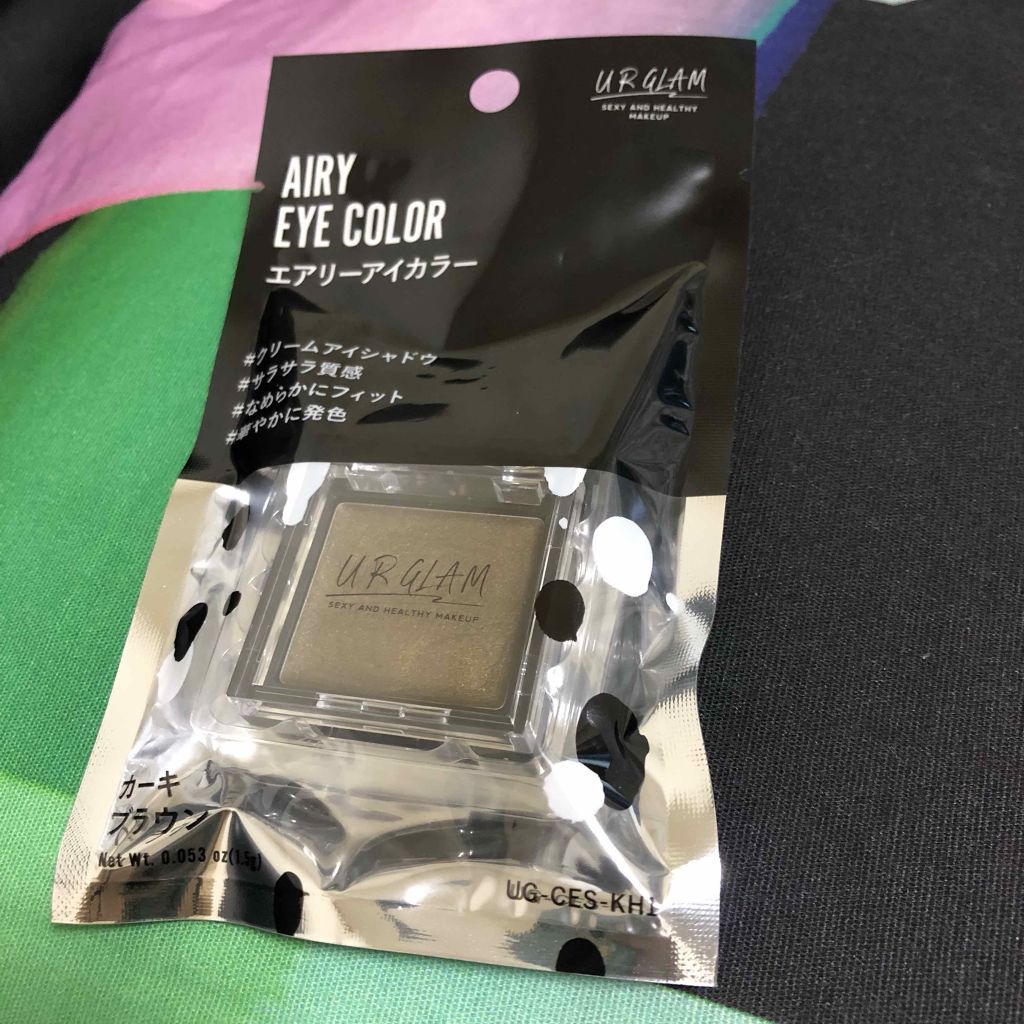 UR GLAM
SEXY AND HEALTHY
MAKEUP
AIRY
EYE COLOR
エアリーアイカラー
#クリームアイシャドウ
#サラサラ質感
#なめらかにフィット
#華やかに発色
UR GLAM
SEXY AND HEALTHY MAKEUP
カーキ
ブラウン
Net Wt. 0.053 oz(1.5g)
UG-CES-KH1